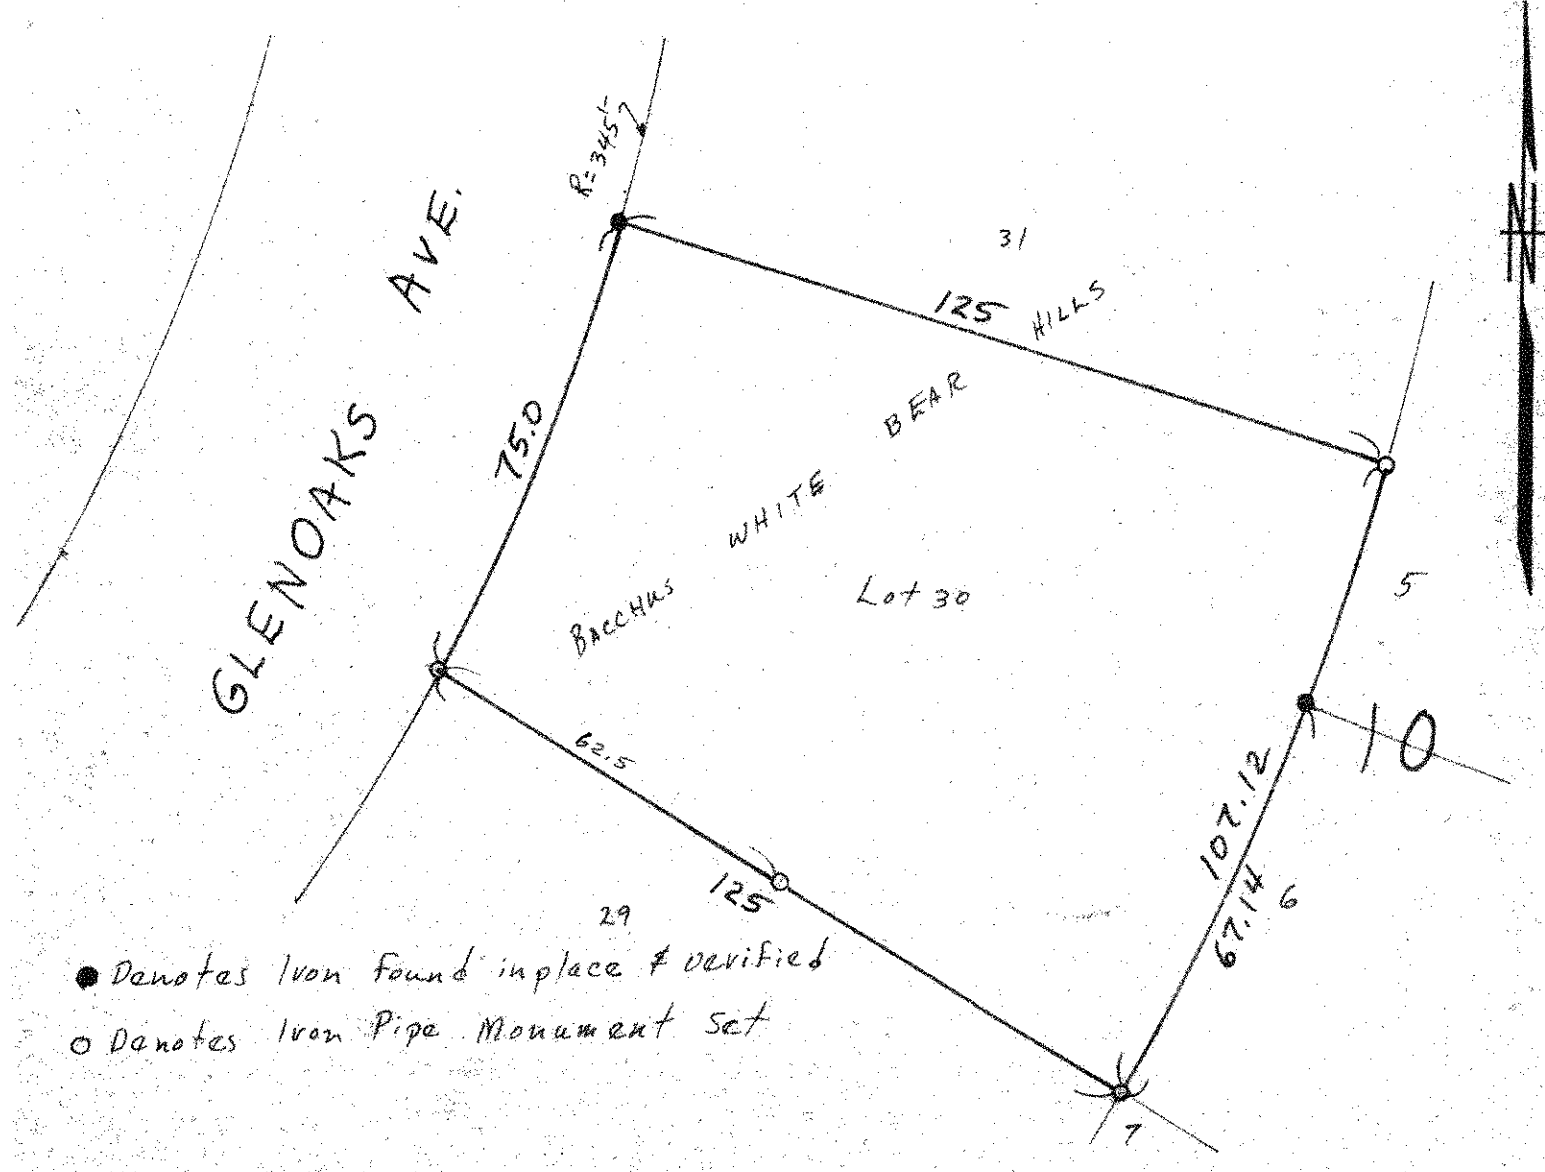 N
R=345'
GLENOAKS AVE.
31
125
75.0
BACCHUS WHITE BEAR HILLS
Lot 30
5
10
62.5
107.12
67.14
6
125
29
7
Denotes Iron found inplace & verified
Denotes Iron Pipe Monument Set